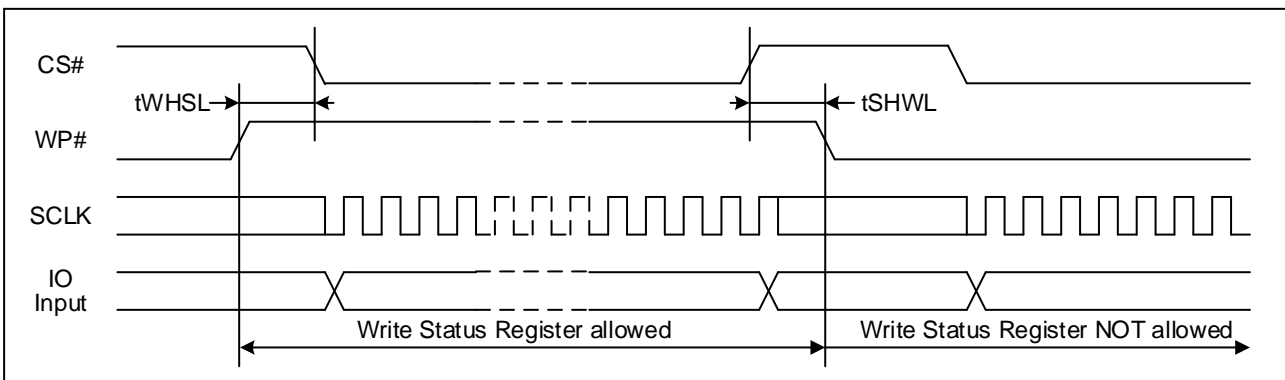 CS#
tWHSL
tSHWL
WP#
SCLK
IO
Input
Write Status Register allowed
Write Status Register NOT allowed